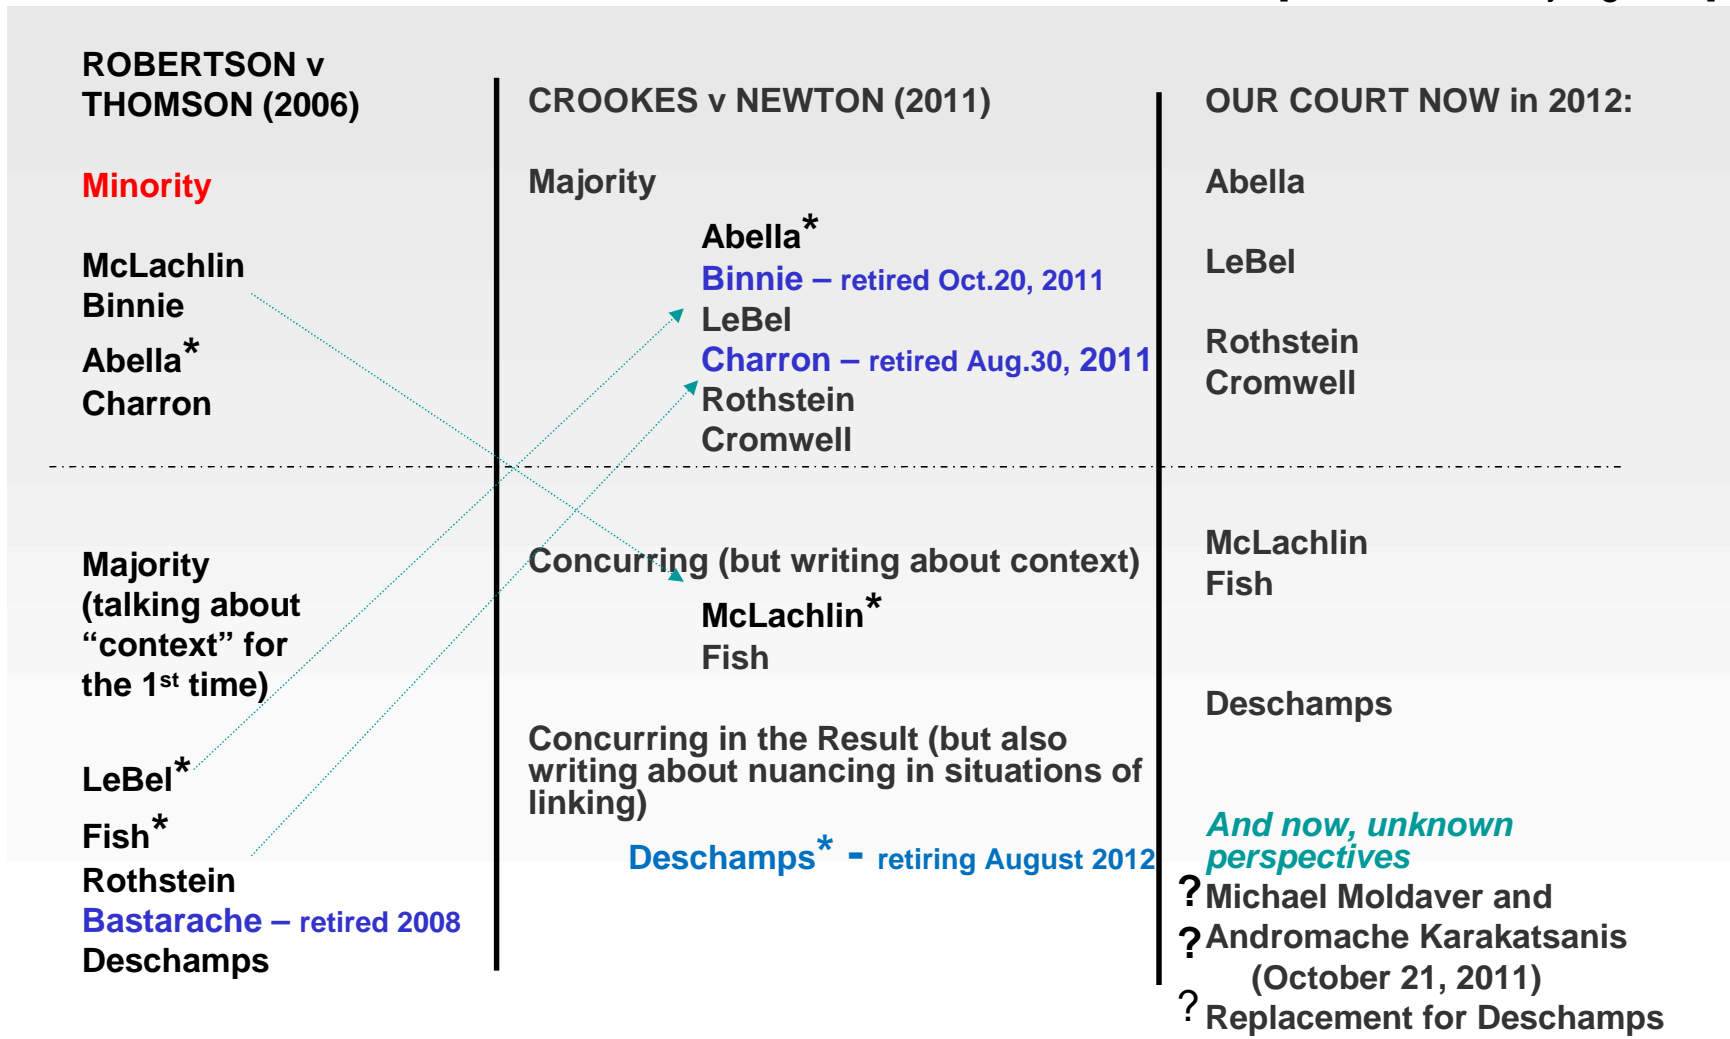 ROBERTSON v
THOMSON (2006)
Minority
McLachlin
Binnie
Abella*
Charron
Majority
(talking about
“context” for
the 1st time)
LeBel*
Fish*
Rothstein
Bastarache – retired 2008
Deschamps
CROOKES v NEWTON (2011)
Majority
Abella*
Binnie – retired Oct.20, 2011
LeBel
Charron – retired Aug.30, 2011
Rothstein
Cromwell
Concurring (but writing about context)
McLachlin*
Fish
Concurring in the Result (but also
writing about nuancing in situations of
linking)
Deschamps* - retiring August 2012
OUR COURT NOW in 2012:
Abella
LeBel
Rothstein
Cromwell
McLachlin
Fish
Deschamps
And now, unknown
perspectives
? Michael Moldaver and
? Andromache Karakatsanis
(October 21, 2011)
? Replacement for Deschamps